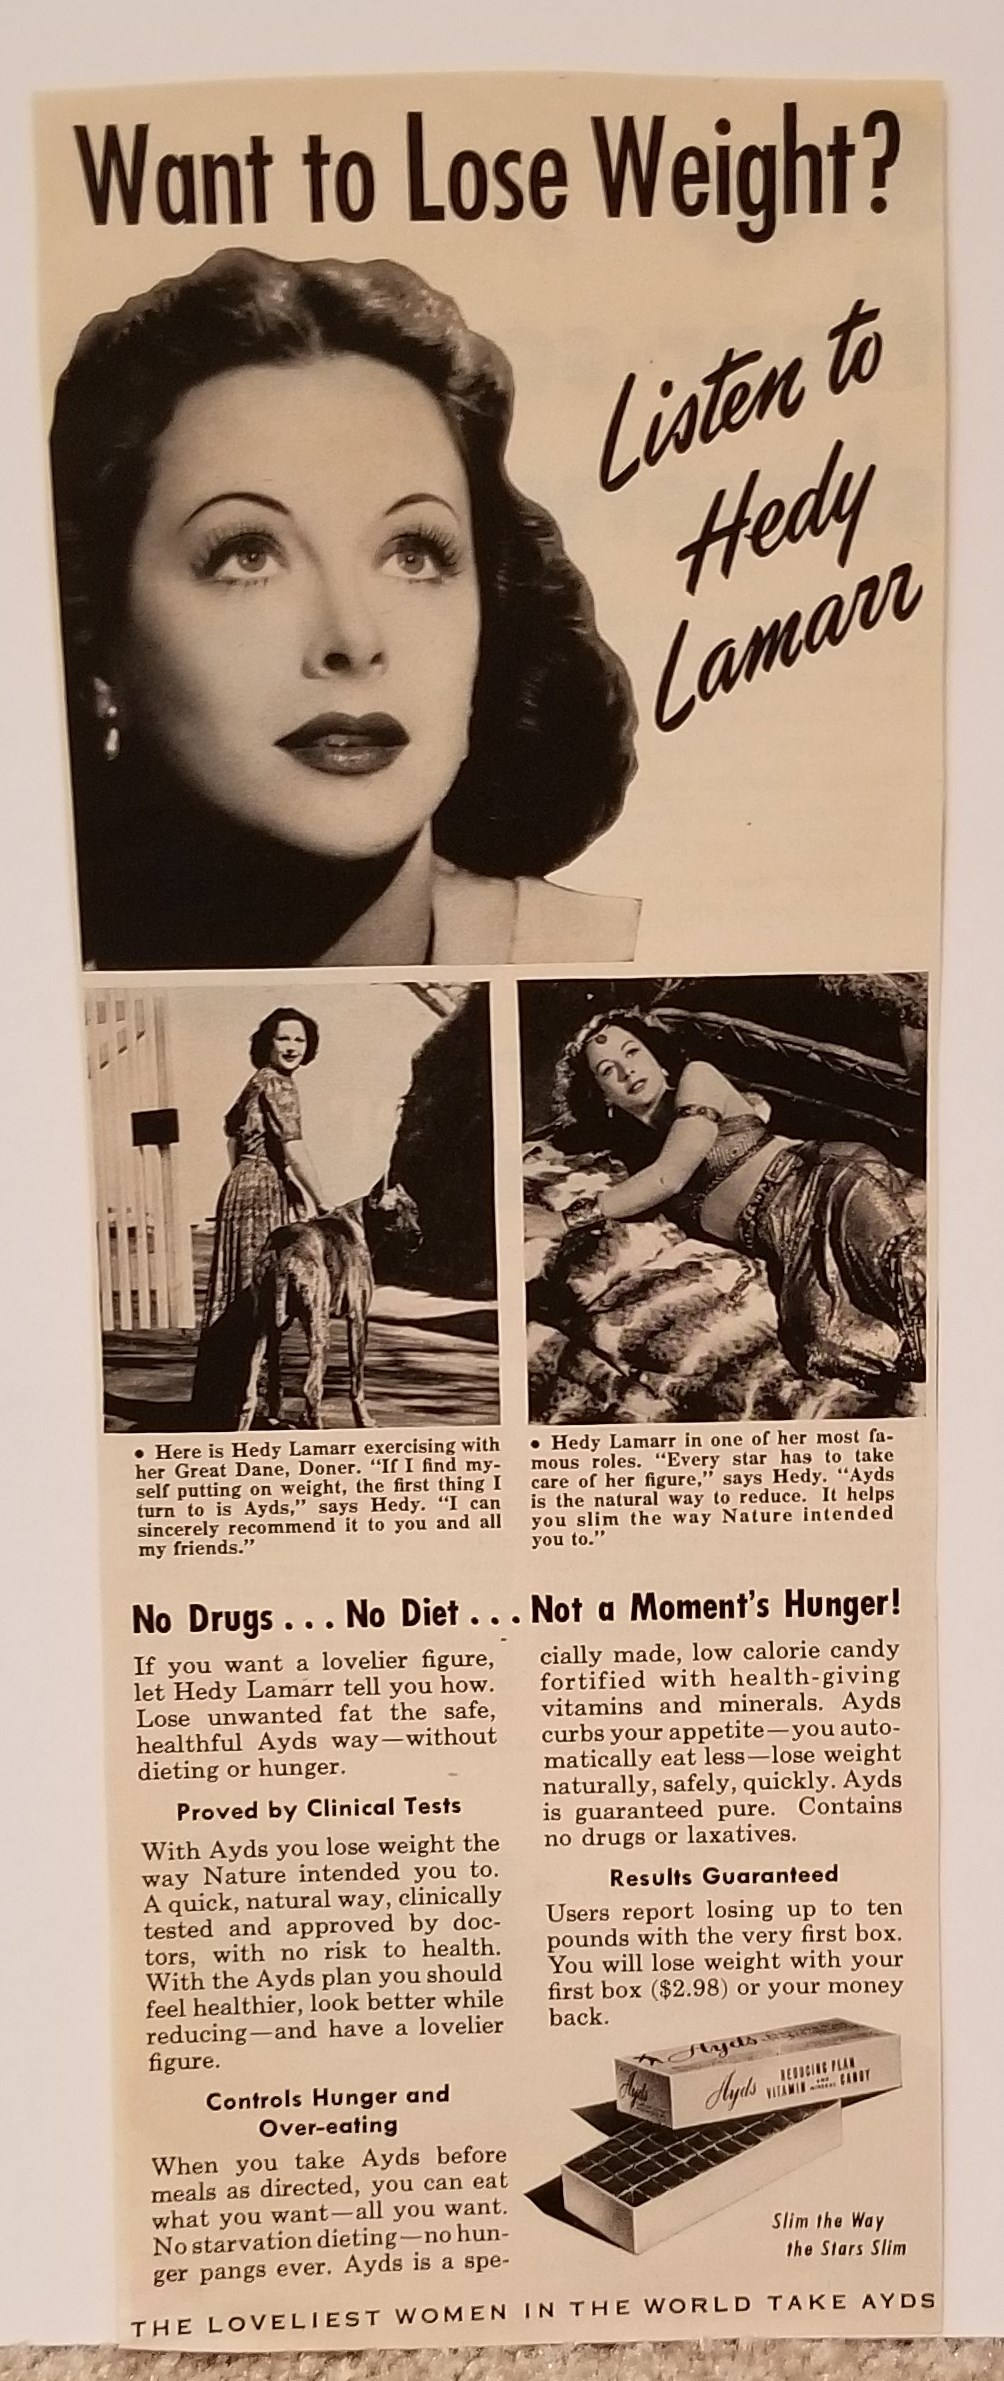 Want to Lose Weight?
Listen to
Hedy
Lamarr
• Here is Hedy Lamarr exercising with
her Great Dane, Doner. “If I find my-
self putting on weight, the first thing I
turn to is Ayds,” says Hedy. “I can
sincerely recommend it to you and all
my friends.”
• Hedy Lamarr in one of her most fa-
mous roles. “Every star has to take
care of her figure,” says Hedy. “Ayds
is the natural way to reduce. It helps
you slim the way Nature intended
you to.”
No Drugs . . . No Diet . . . Not a Moment’s Hunger!
If you want a lovelier figure,
let Hedy Lamarr tell you how.
Lose unwanted fat the safe,
healthful Ayds way—without
dieting or hunger.
Proved by Clinical Tests
With Ayds you lose weight the
way Nature intended you to.
A quick, natural way, clinically
tested and approved by doc-
tors, with no risk to health.
With the Ayds plan you should
feel healthier, look better while
reducing—and have a lovelier
figure.
Controls Hunger and
Over-eating
When you take Ayds before
meals as directed, you can eat
what you want—all you want.
No starvation dieting—no hun-
ger pangs ever. Ayds is a spe-
cially made, low calorie candy
fortified with health-giving
vitamins and minerals. Ayds
curbs your appetite—you auto-
matically eat less—lose weight
naturally, safely, quickly. Ayds
is guaranteed pure. Contains
no drugs or laxatives.
Results Guaranteed
Users report losing up to ten
pounds with the very first box.
You will lose weight with your
first box ($2.98) or your money
back.
Ayds
Ayds
Ayds
REDUCING PLAN
VITAMIN AND MINERAL CANDY
Slim the Way
the Stars Slim
THE LOVELIEST WOMEN IN THE WORLD TAKE AYDS